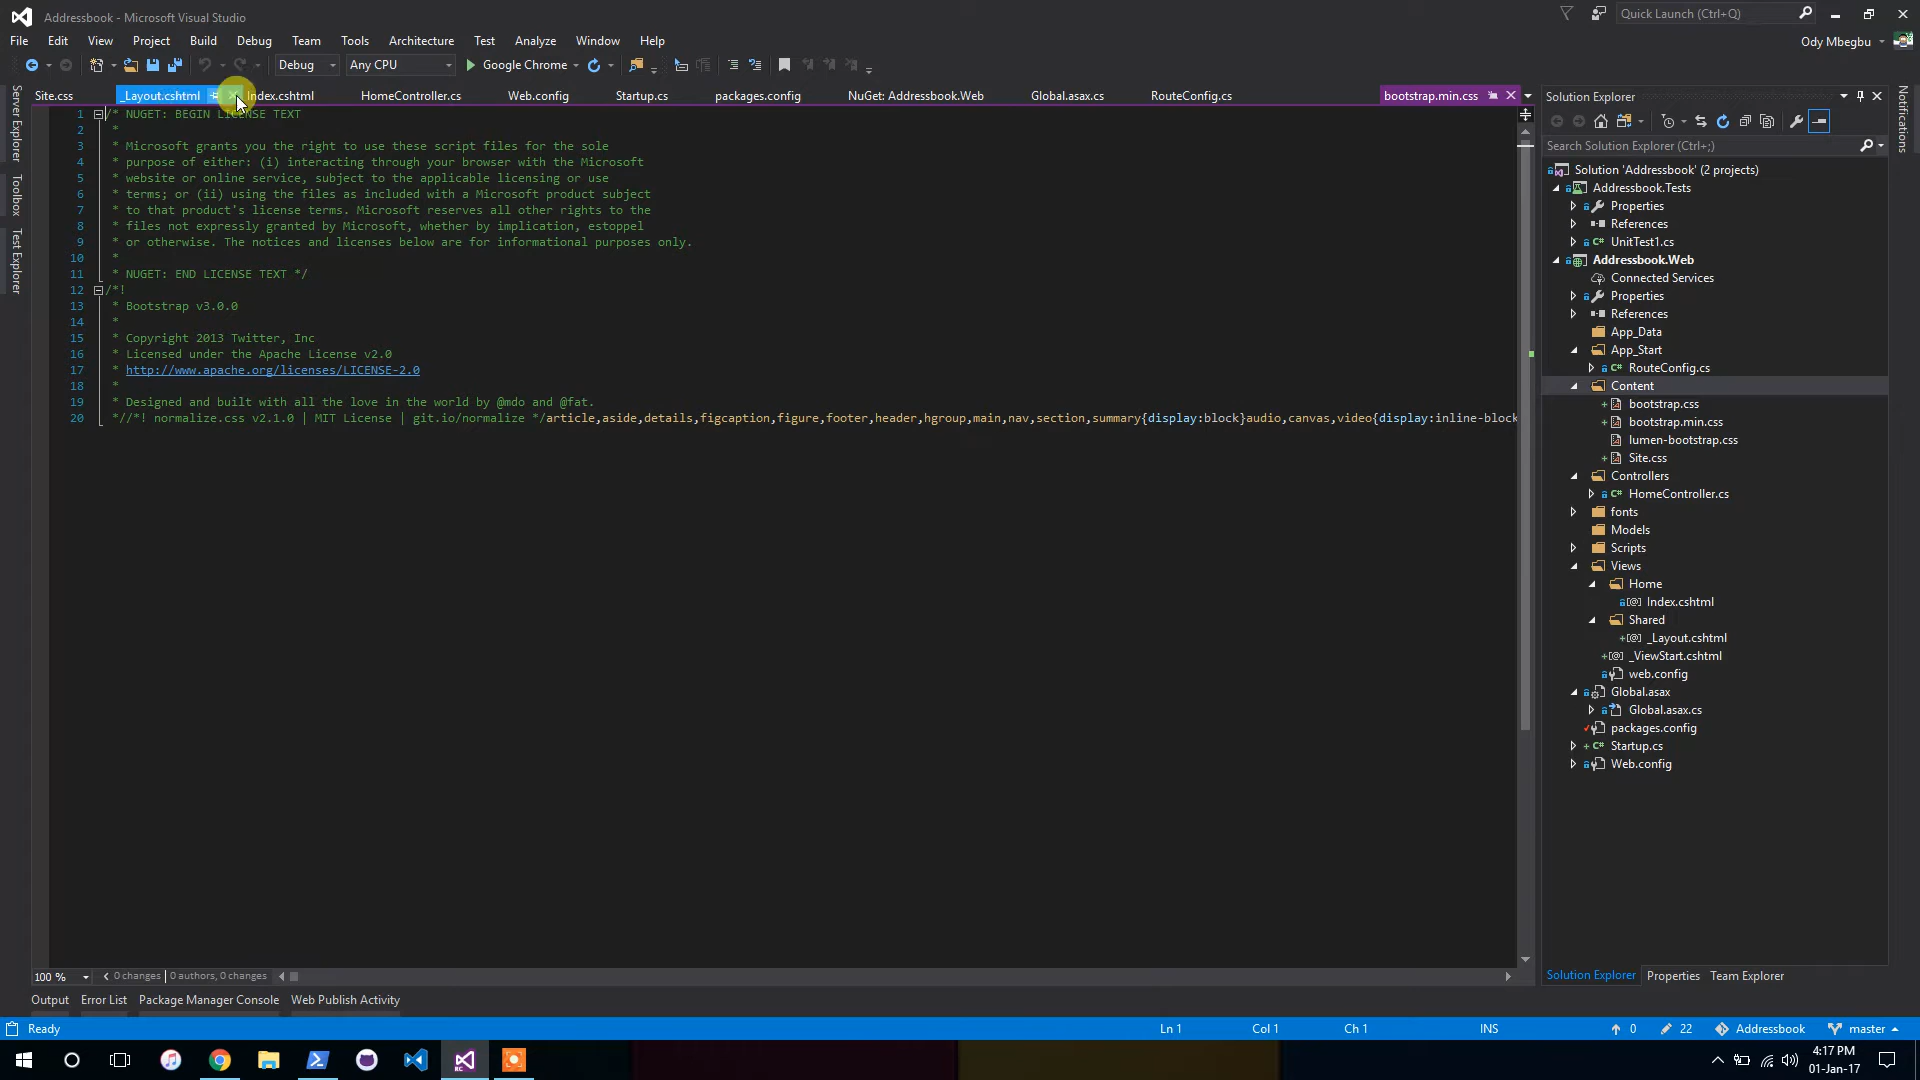 Addressbook - Microsoft Visual Studio
Quick Launch (Ctrl+Q)
File Edit View Project Build Debug Team Tools Architecture Test Analyze Window Help
Ody Mbegbu
Debug Any CPU Google Chrome
Site.css _Layout.cshtml Index.cshtml HomeController.cs Web.config Startup.cs packages.config NuGet: Addressbook.Web Global.asax.cs RouteConfig.cs bootstrap.min.css
Server Explorer
Toolbox
Test Explorer
1 /* NUGET: BEGIN LICENSE TEXT
2 *
3 * Microsoft grants you the right to use these script files for the sole
4 * purpose of either: (i) interacting through your browser with the Microsoft
5 * website or online service, subject to the applicable licensing or use
6 * terms; or (ii) using the files as included with a Microsoft product subject
7 * to that product's license terms. Microsoft reserves all other rights to the
8 * files not expressly granted by Microsoft, whether by implication, estoppel
9 * or otherwise. The notices and licenses below are for informational purposes only.
10 *
11 * NUGET: END LICENSE TEXT */
12 /*!
13 * Bootstrap v3.0.0
14 *
15 * Copyright 2013 Twitter, Inc
16 * Licensed under the Apache License v2.0
17 * http://www.apache.org/licenses/LICENSE-2.0
18 *
19 * Designed and built with all the love in the world by @mdo and @fat.
20 *//*! normalize.css v2.1.0 | MIT License | git.io/normalize */article,aside,details,figcaption,figure,footer,header,hgroup,main,nav,section,summary{display:block}audio,canvas,video{display:inline-block
100 % 0 changes | 0 authors, 0 changes
Solution Explorer
Search Solution Explorer (Ctrl+;)
Solution 'Addressbook' (2 projects)
Addressbook.Tests
Properties
References
C# UnitTest1.cs
Addressbook.Web
Connected Services
Properties
References
App_Data
App_Start
C# RouteConfig.cs
Content
bootstrap.css
bootstrap.min.css
lumen-bootstrap.css
Site.css
Controllers
C# HomeController.cs
fonts
Models
Scripts
Views
Home
Index.cshtml
Shared
_Layout.cshtml
_ViewStart.cshtml
web.config
Global.asax
Global.asax.cs
packages.config
C# Startup.cs
Web.config
Solution Explorer Properties Team Explorer
Notifications
Output Error List Package Manager Console Web Publish Activity
Ready Ln 1 Col 1 Ch 1 INS 0 22 Addressbook master
4:17 PM
01-Jan-17